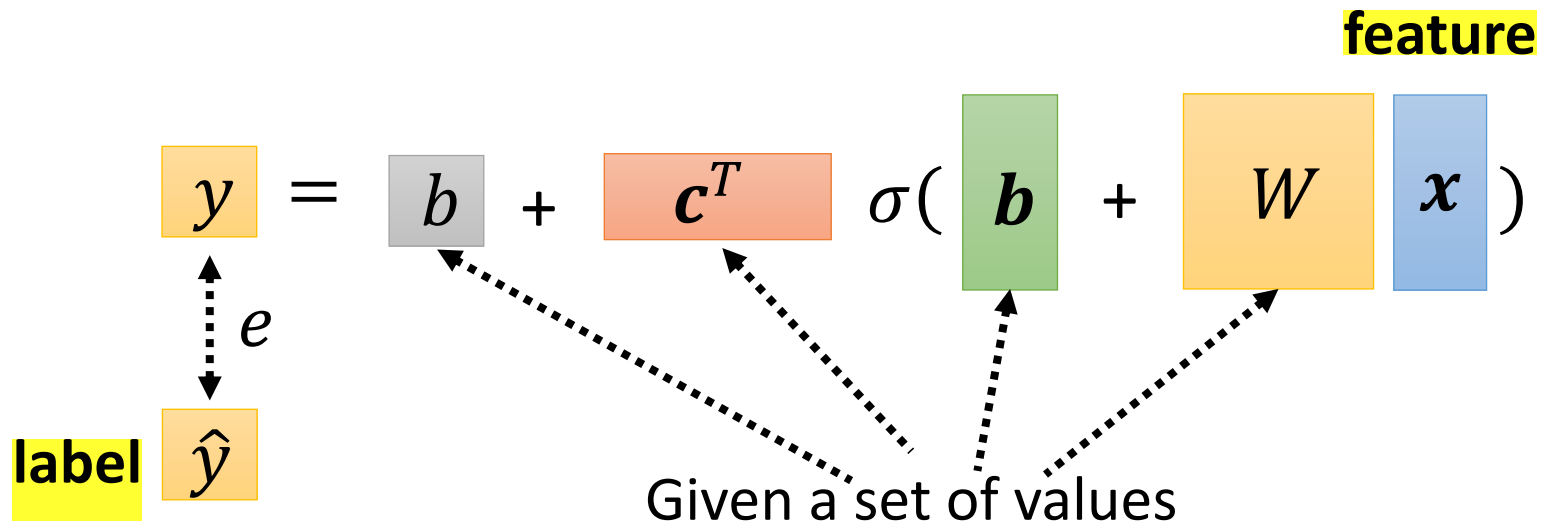 feature
y = b + c^T σ( b + W x )
e
label ŷ
Given a set of values